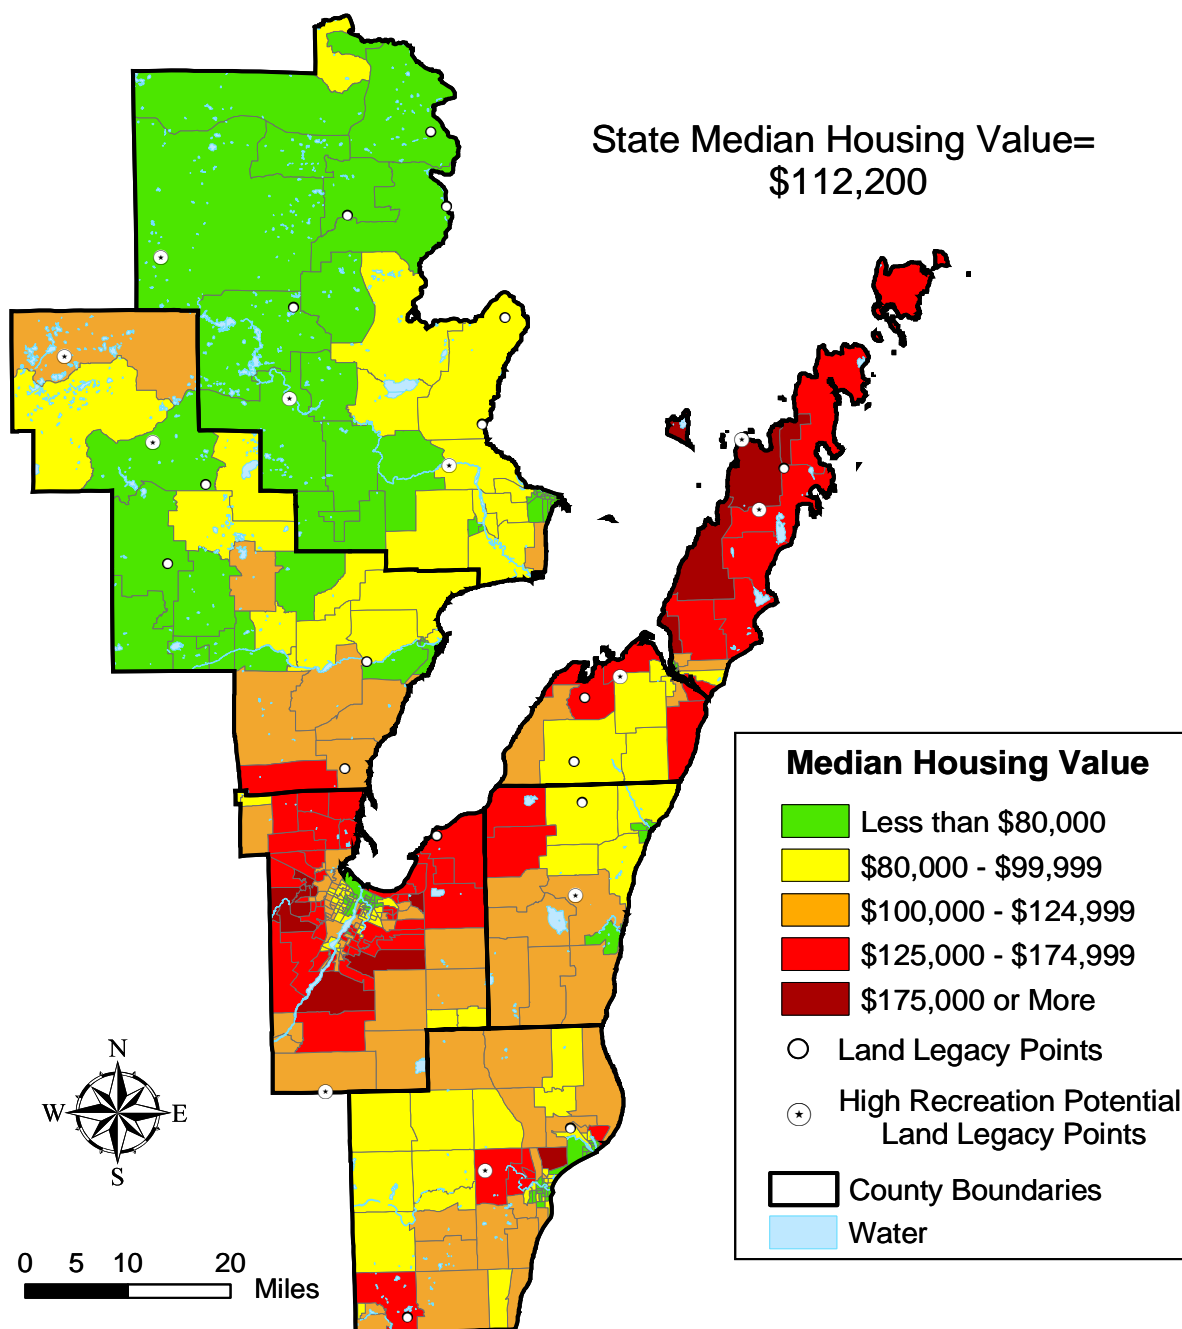 State Median Housing Value=
$112,200
Median Housing Value
Less than $80,000
$80,000 - $99,999
$100,000 - $124,999
$125,000 - $174,999
$175,000 or More
Land Legacy Points
High Recreation Potential
Land Legacy Points
County Boundaries
Water
N
W E
S
0 5 10 20
Miles